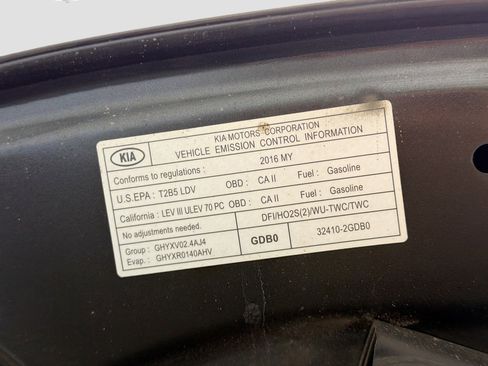 KIA
KIA MOTORS CORPORATION
VEHICLE EMISSION CONTROL INFORMATION
Conforms to regulations: 2016 MY
U.S.EPA : T2B5 LDV OBD : CA II Fuel : Gasoline
California : LEV III ULEV 70 PC OBD : CA II Fuel : Gasoline
No adjustments needed. DFI/HO2S(2)/WU-TWC/TWC
Group : GHYXV02.4AJ4
Evap. : GHYXR0140AHV
GDB0
32410-2GDB0